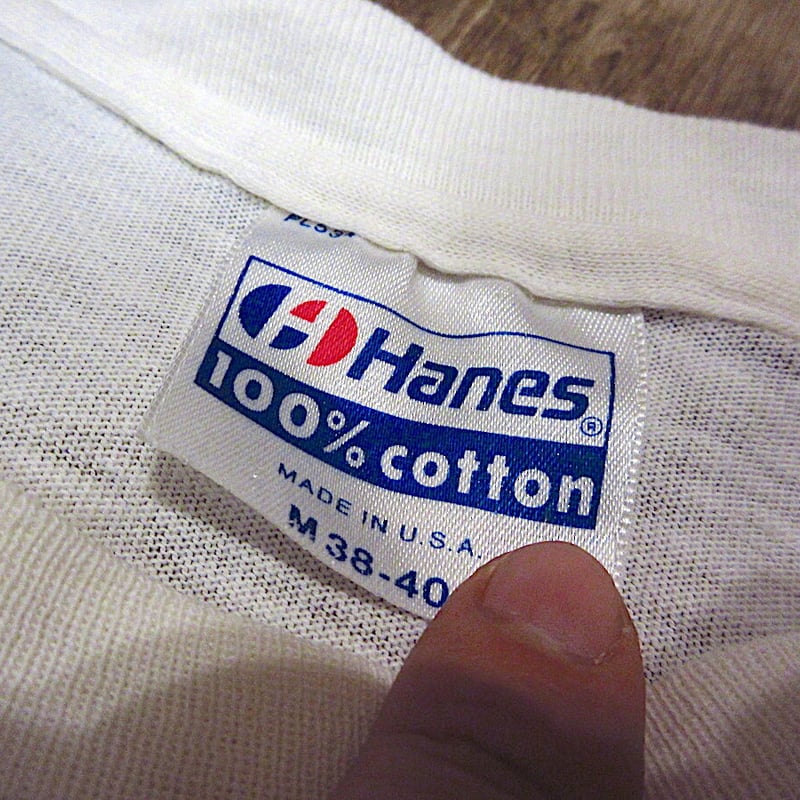 Hanes®
100% cotton
MADE IN U.S.A.
M 38-40